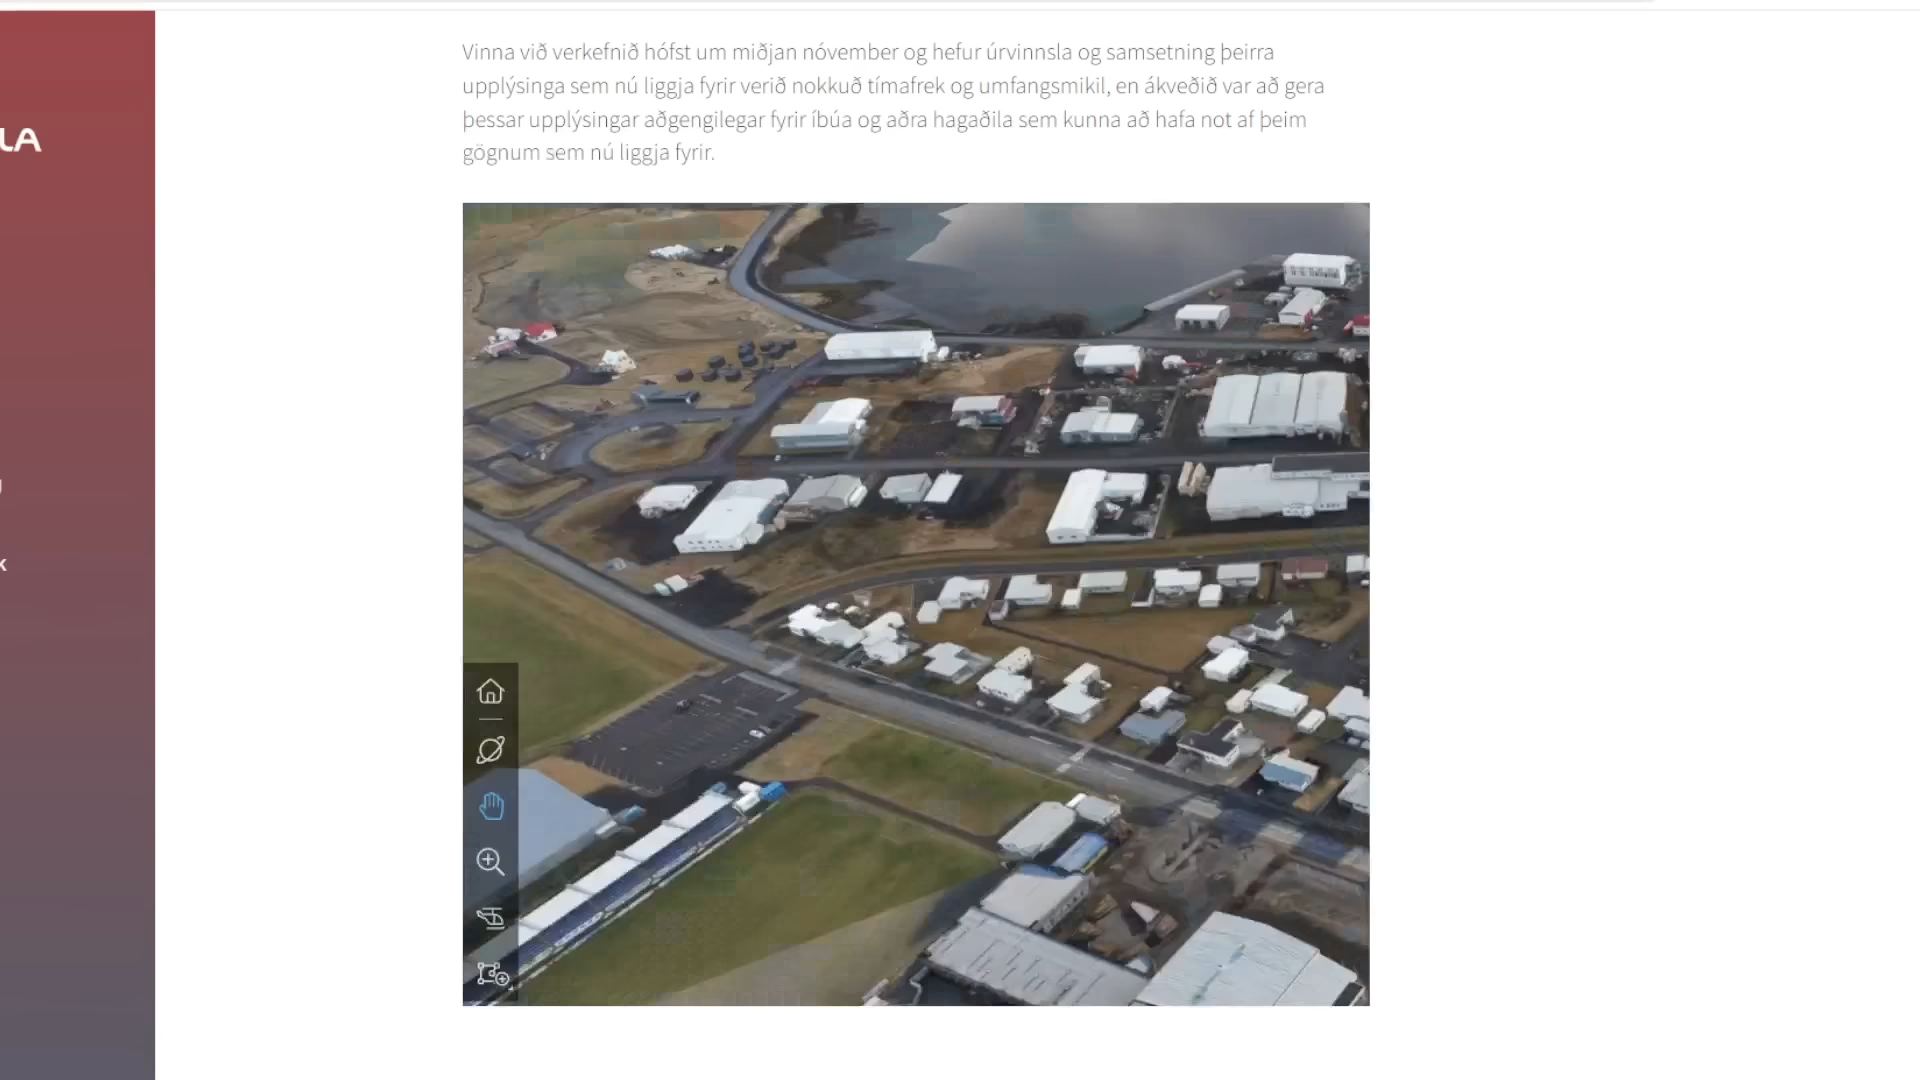 Vinna við verkefnið hófst um miðjan nóvember og hefur úrvinnsla og samsetning þeirra
upplýsinga sem nú liggja fyrir verið nokkuð tímafrek og umfangsmikil, en ákveðið var að gera
þessar upplýsingar aðgengilegar fyrir íbúa og aðra hagaðila sem kunna að hafa not af þeim
gögnum sem nú liggja fyrir.
LA
k